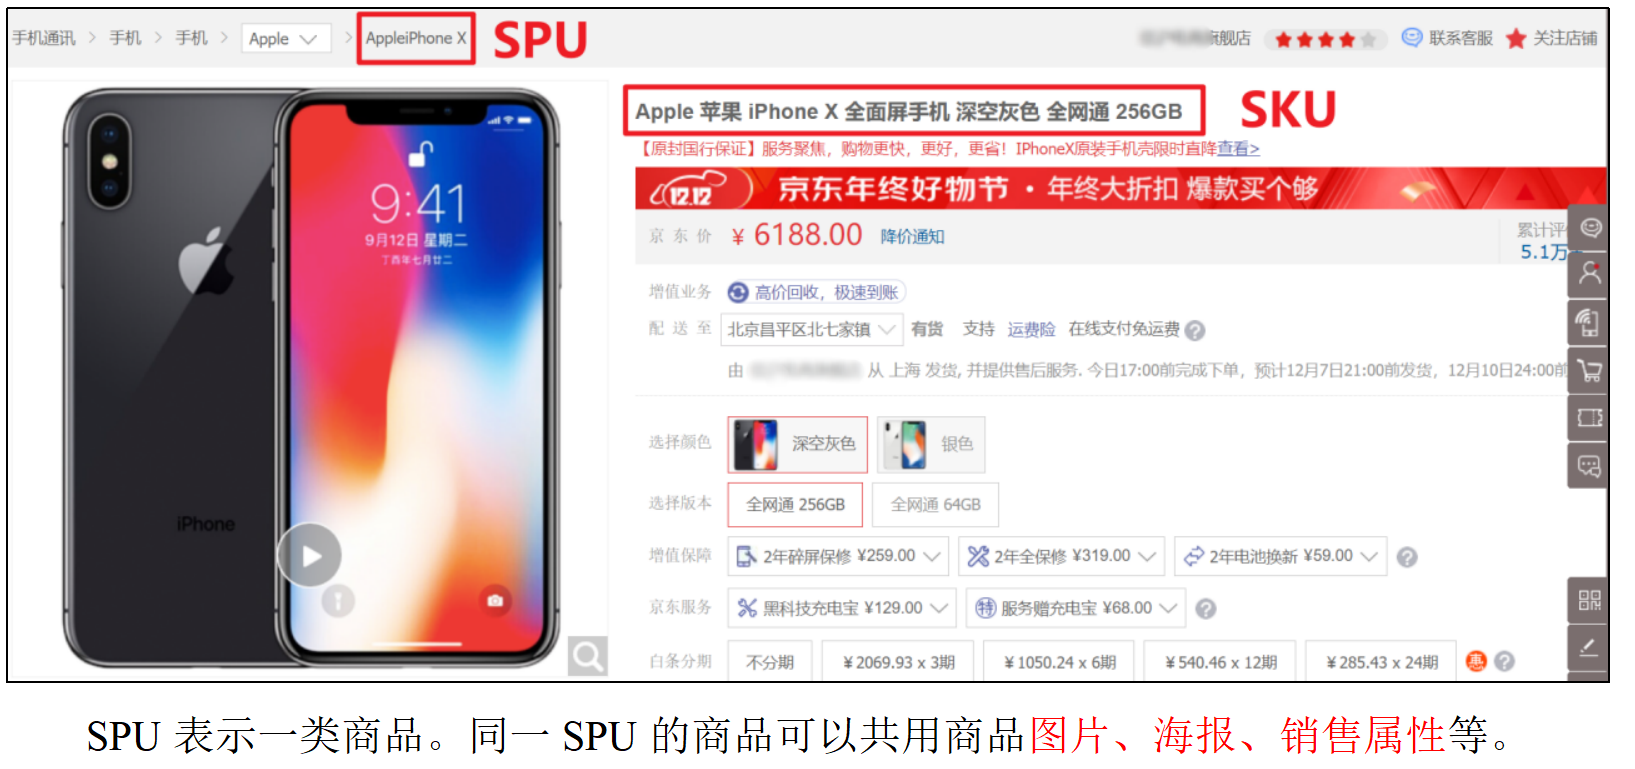 手机通讯 > 手机 > 手机 > Apple > AppleiPhone X SPU
旗舰店 联系客服 关注店铺
Apple 苹果 iPhone X 全面屏手机 深空灰色 全网通 256GB SKU
【原封国行保证】服务聚焦，购物更快，更好，更省！IPhoneX原装手机壳限时直降查看>
12.12 京东年终好物节·年终大折扣 爆款买个够
京东价 ￥6188.00 降价通知
累计评
5.1万
增值业务 高价回收，极速到账
配送至 北京昌平区北七家镇 有货 支持 运费险 在线支付免运费 ?
由 从 上海 发货, 并提供售后服务. 今日17:00前完成下单，预计12月7日21:00前发货，12月10日24:00前
选择颜色 深空灰色 银色
选择版本 全网通 256GB 全网通 64GB
增值保障 2年碎屏保修 ¥259.00 2年全保修 ¥319.00 2年电池换新 ¥59.00 ?
京东服务 黑科技充电宝 ¥129.00 特 服务赠充电宝 ¥68.00 ?
白条分期 不分期 ￥2069.93 x 3期 ￥1050.24 x 6期 ￥540.46 x 12期 ￥285.43 x 24期 惠 ?
9:41
9月12日 星期二
丁酉年七月廿二
iPhone
SPU 表示一类商品。同一 SPU 的商品可以共用商品图片、海报、销售属性等。